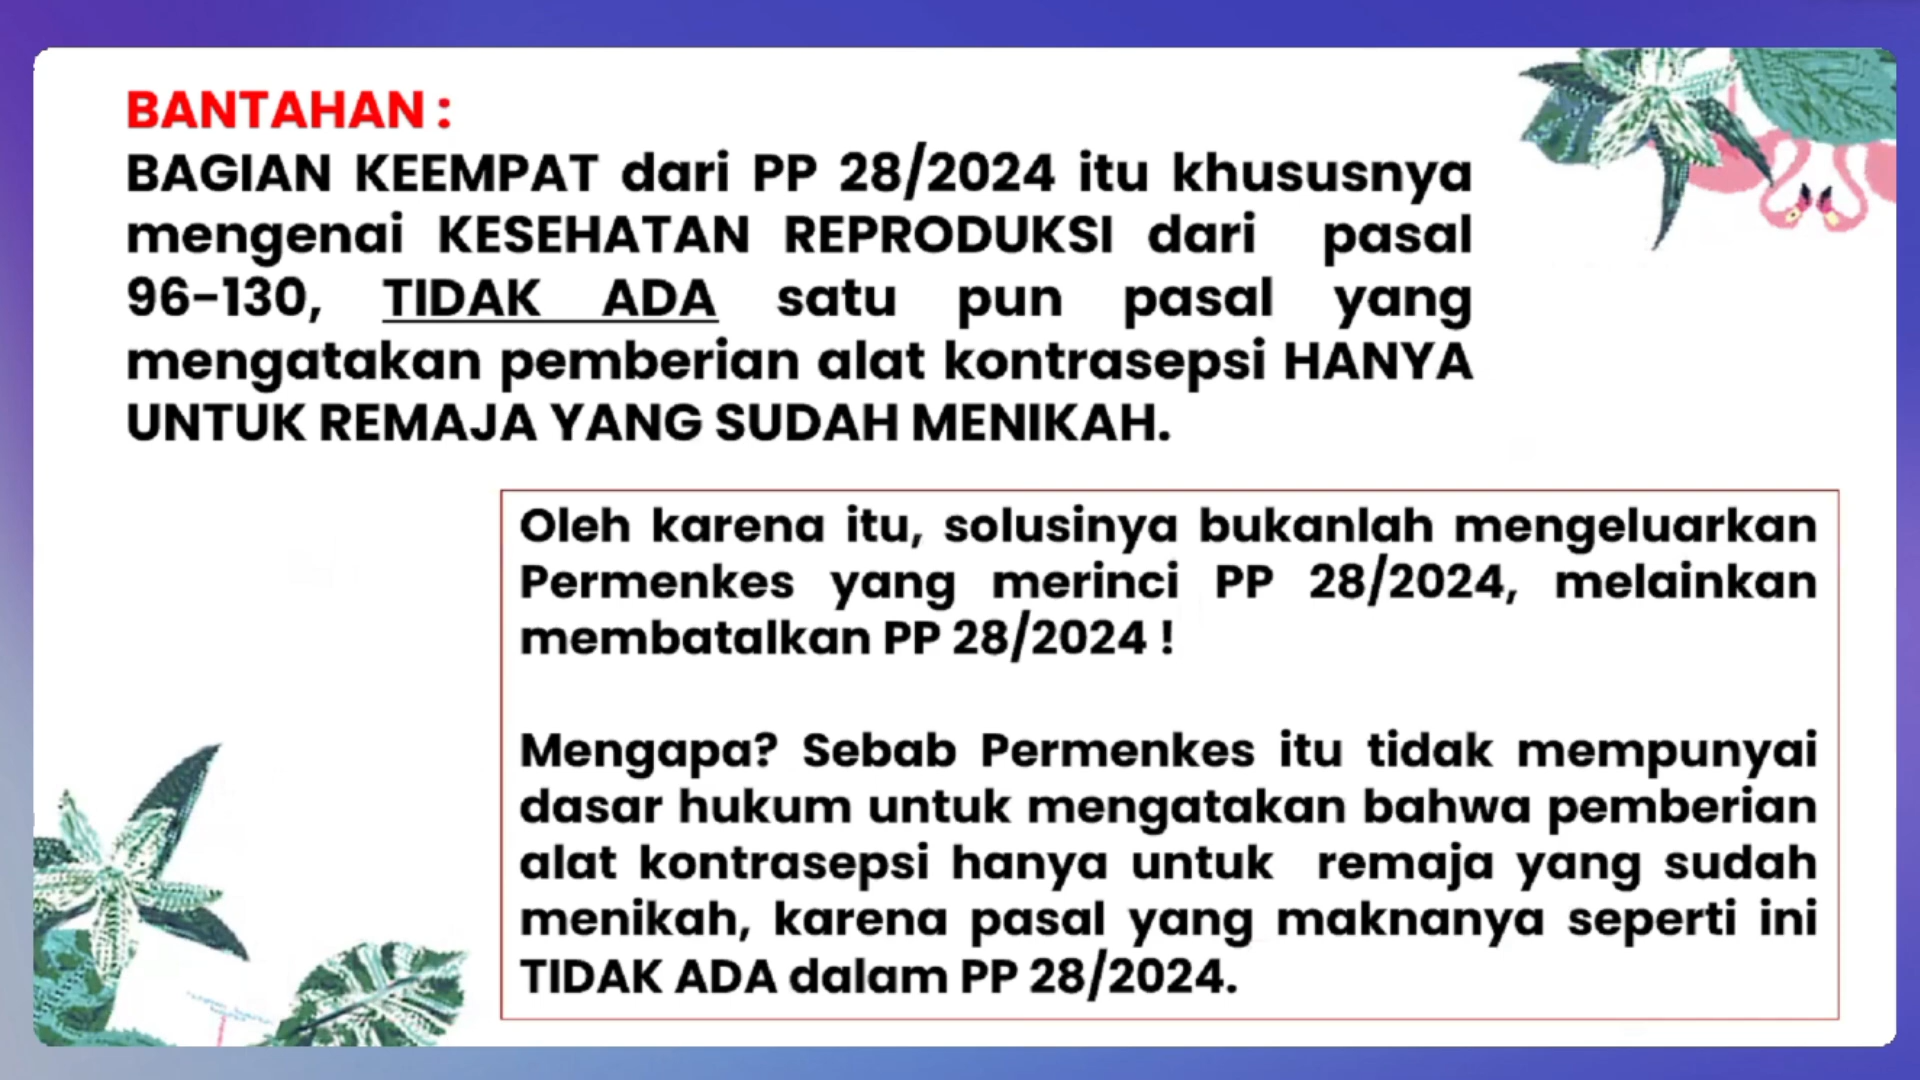 BANTAHAN :
BAGIAN KEEMPAT dari PP 28/2024 itu khususnya
mengenai KESEHATAN REPRODUKSI dari pasal
96-130, TIDAK ADA satu pun pasal yang
mengatakan pemberian alat kontrasepsi HANYA
UNTUK REMAJA YANG SUDAH MENIKAH.
Oleh karena itu, solusinya bukanlah mengeluarkan
Permenkes yang merinci PP 28/2024, melainkan
membatalkan PP 28/2024 !
Mengapa? Sebab Permenkes itu tidak mempunyai
dasar hukum untuk mengatakan bahwa pemberian
alat kontrasepsi hanya untuk remaja yang sudah
menikah, karena pasal yang maknanya seperti ini
TIDAK ADA dalam PP 28/2024.